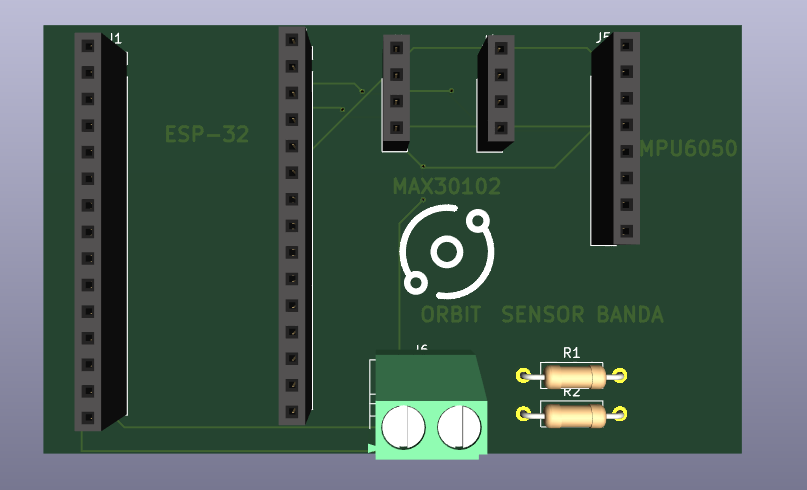 J1
J5
ESP-32
MPU6050
MAX30102
ORBIT SENSOR BANDA
J6
R1
R2